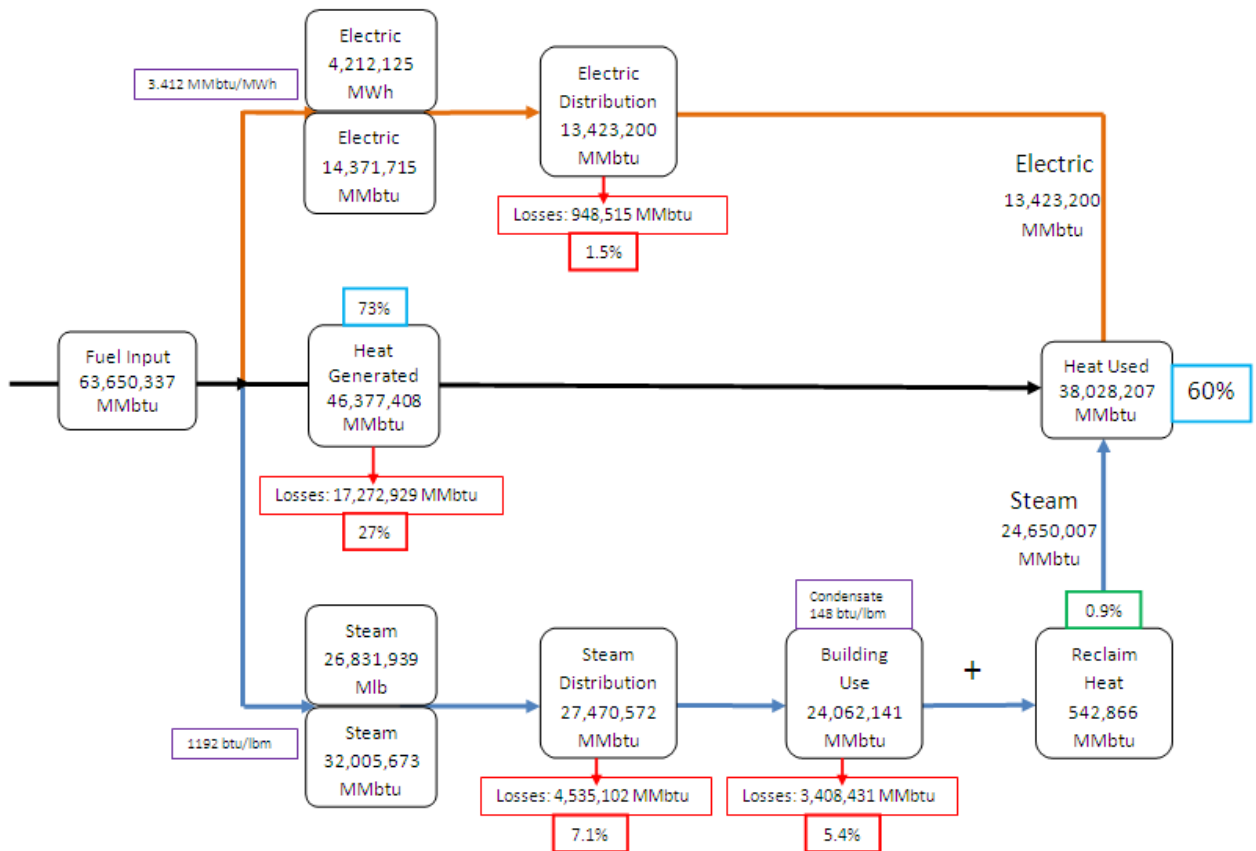 Electric
4,212,125
MWh
3.412 MMbtu/MWh
Electric
14,371,715
MMbtu
Electric
Distribution
13,423,200
MMbtu
Losses: 948,515 MMbtu
1.5%
Electric
13,423,200
MMbtu
73%
Fuel Input
63,650,337
MMbtu
Heat
Generated
46,377,408
MMbtu
Losses: 17,272,929 MMbtu
27%
Heat Used
38,028,207
MMbtu
60%
Steam
24,650,007
MMbtu
Steam
26,831,939
Mlb
1192 btu/lbm
Steam
32,005,673
MMbtu
Steam
Distribution
27,470,572
MMbtu
Losses: 4,535,102 MMbtu
7.1%
Condensate
148 btu/lbm
Building
Use
24,062,141
MMbtu
Losses: 3,408,431 MMbtu
5.4%
+
0.9%
Reclaim
Heat
542,866
MMbtu